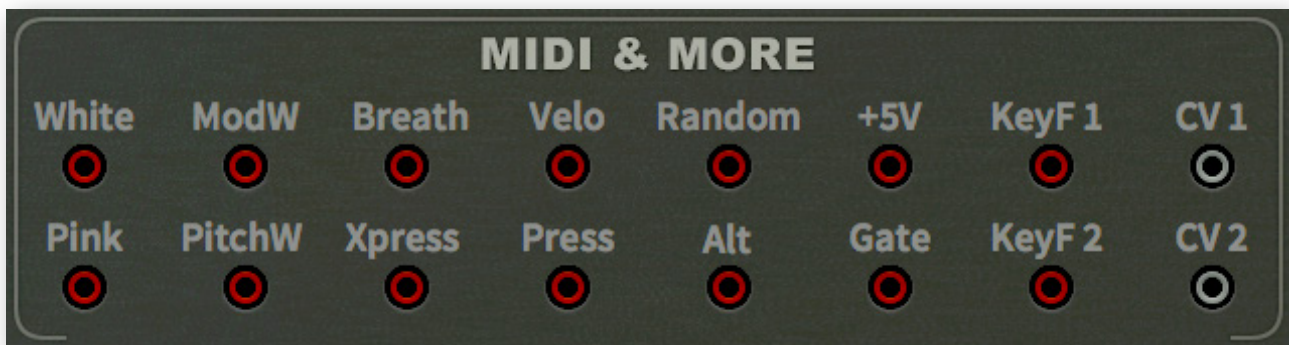 MIDI & MORE
White ModW Breath Velo Random +5V KeyF 1 CV 1
Pink PitchW Xpress Press Alt Gate KeyF 2 CV 2